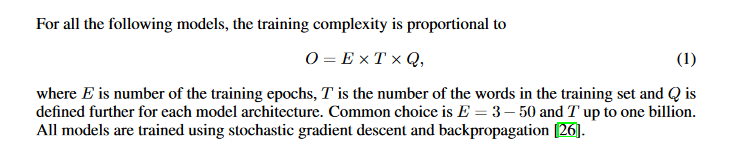 For all the following models, the training complexity is proportional to
O = E × T × Q, (1)
where E is number of the training epochs, T is the number of the words in the training set and Q is
defined further for each model architecture. Common choice is E = 3 − 50 and T up to one billion.
All models are trained using stochastic gradient descent and backpropagation [26].